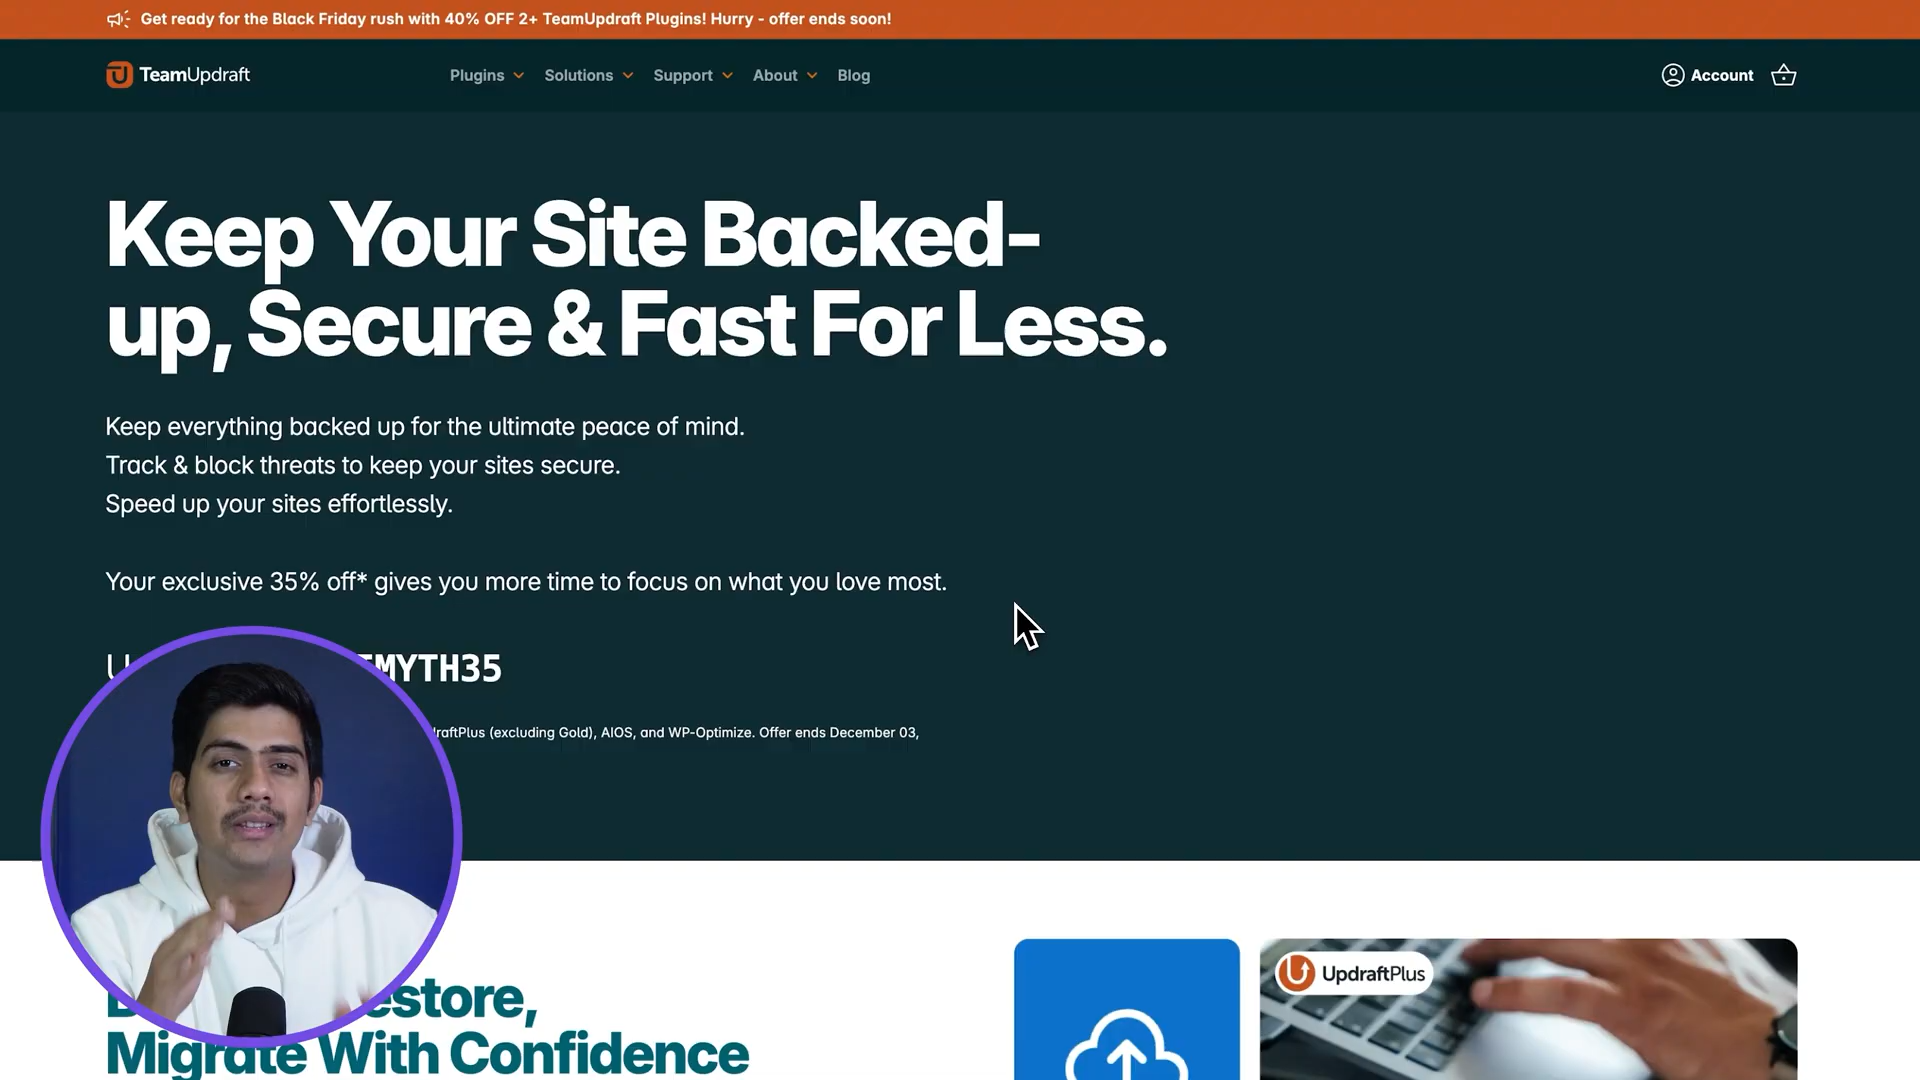 Get ready for the Black Friday rush with 40% OFF 2+ TeamUpdraft Plugins! Hurry - offer ends soon!
TeamUpdraft
Plugins Solutions Support About Blog
Account
Keep Your Site Backed-
up, Secure & Fast For Less.
Keep everything backed up for the ultimate peace of mind.
Track & block threats to keep your sites secure.
Speed up your sites effortlessly.
Your exclusive 35% off* gives you more time to focus on what you love most.
MYTH35
(excluding Gold), AIOS, and WP-Optimize. Offer ends December 03,
UpdraftPlus
Migrate With Confidence